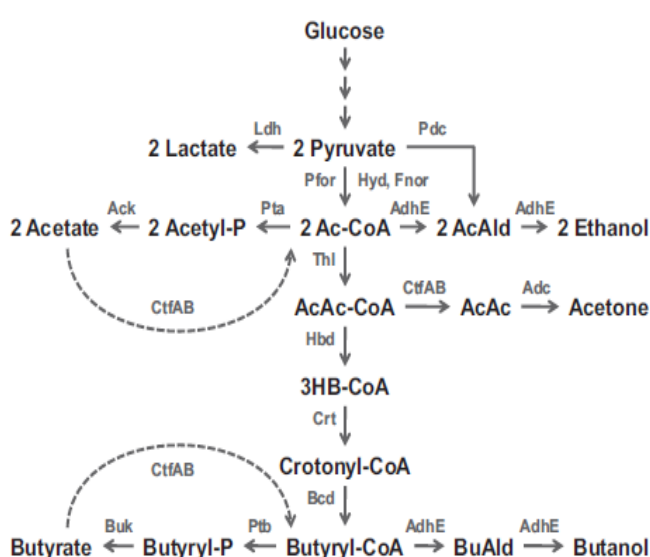 Glucose
Ldh Pdc
2 Lactate 2 Pyruvate
Pfor Hyd, Fnor
Ack Pta AdhE AdhE
2 Acetate 2 Acetyl-P 2 Ac-CoA 2 AcAld 2 Ethanol
Thl
CtfAB CtfAB Adc
AcAc-CoA AcAc Acetone
Hbd
3HB-CoA
Crt
CtfAB Crotonyl-CoA
Bcd
Buk Ptb AdhE AdhE
Butyrate Butyryl-P Butyryl-CoA BuAld Butanol